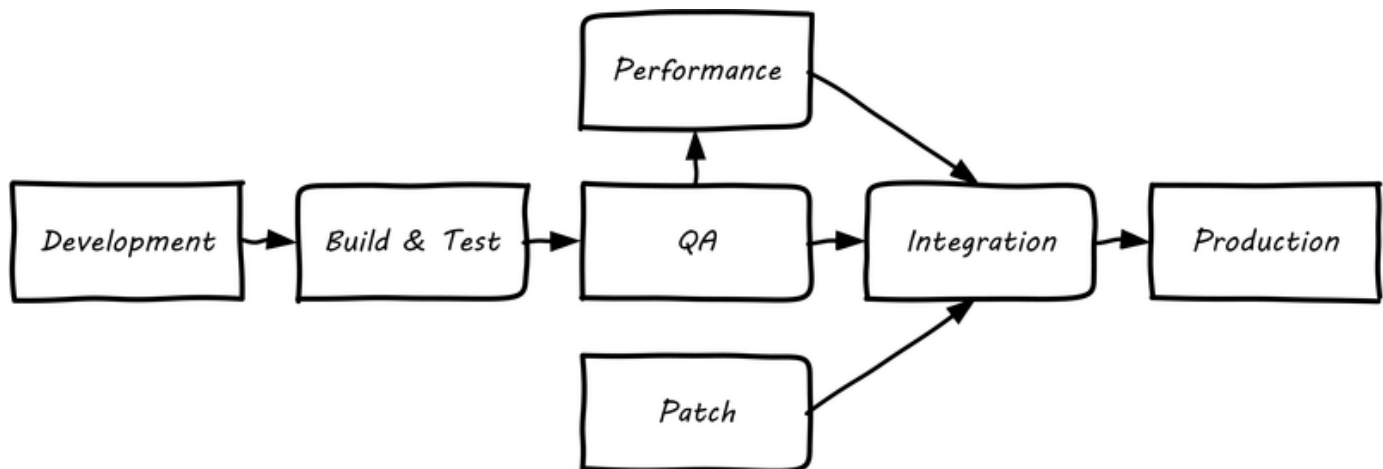 Performance
Development
Build & Test
QA
Integration
Production
Patch